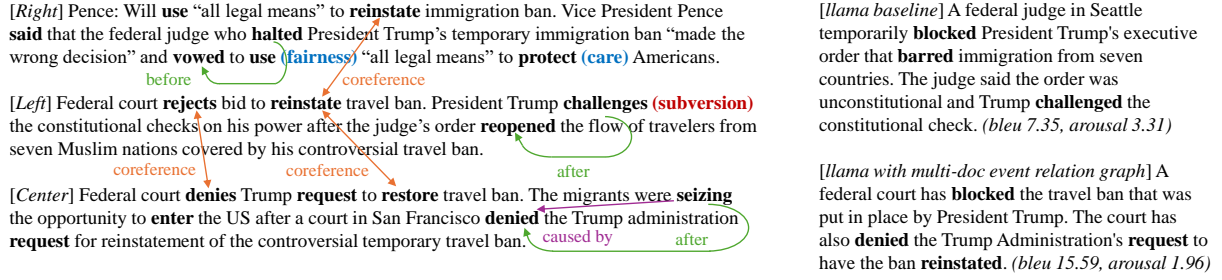 [Right] Pence: Will use “all legal means” to reinstate immigration ban. Vice President Pence
said that the federal judge who halted President Trump’s temporary immigration ban “made the
wrong decision” and vowed to use (fairness) “all legal means” to protect (care) Americans.
before
coreference
[Left] Federal court rejects bid to reinstate travel ban. President Trump challenges (subversion)
the constitutional checks on his power after the judge’s order reopened the flow of travelers from
seven Muslim nations covered by his controversial travel ban.
coreference
coreference
after
[Center] Federal court denies Trump request to restore travel ban. The migrants were seizing
the opportunity to enter the US after a court in San Francisco denied the Trump administration
request for reinstatement of the controversial temporary travel ban.
caused by
after
[llama baseline] A federal judge in Seattle
temporarily blocked President Trump's executive
order that barred immigration from seven
countries. The judge said the order was
unconstitutional and Trump challenged the
constitutional check. (bleu 7.35, arousal 3.31)
[llama with multi-doc event relation graph] A
federal court has blocked the travel ban that was
put in place by President Trump. The court has
also denied the Trump Administration's request to
have the ban reinstated. (bleu 15.59, arousal 1.96)